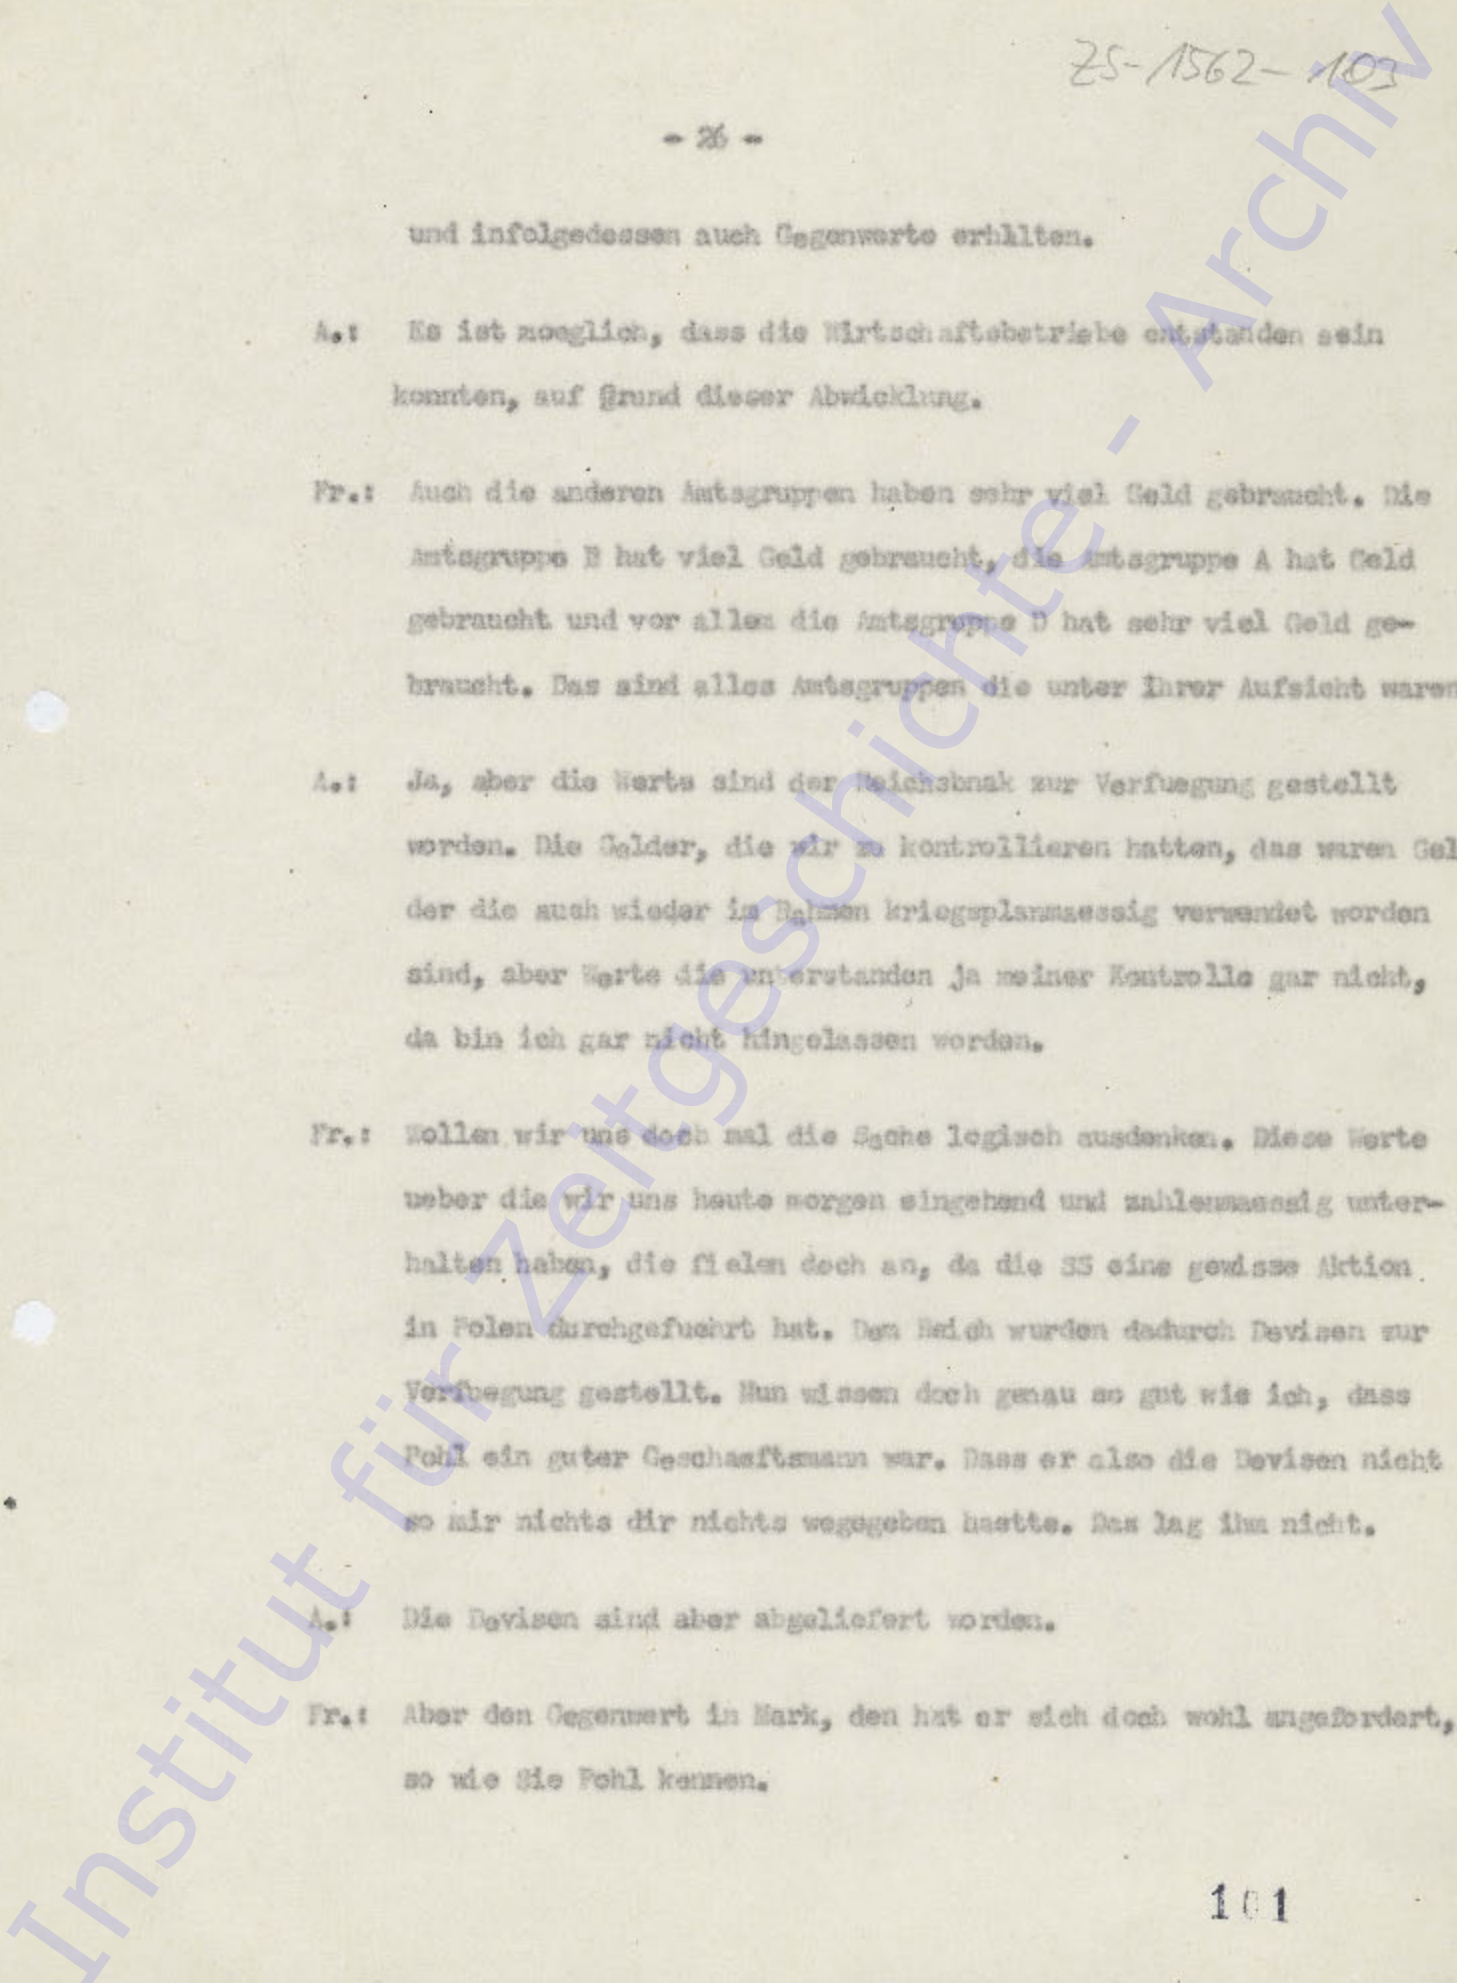 ZS-1562-103
- 26 -
und infolgedessen auch Gegenwerte erhilten.
A.: Es ist moeglich, dass die Wirtschaftsbetriebe entstanden sein
konnten, auf Grund dieser Abwicklung.
Fr.: Auch die anderen Amtsgruppen haben sehr viel Geld gebraucht. Die
Amtsgruppe B hat viel Geld gebraucht, die Amtsgruppe A hat Geld
gebraucht und vor allem die Amtsgruppe D hat sehr viel Geld ge-
braucht. Das sind alles Amtsgruppen die unter Ihrer Aufsicht waren
A.: Ja, aber die Werte sind der Reichsbnak zur Verfuegung gestellt
worden. Die Gelder, die wir zu kontrollieren hatten, das waren Gel
der die auch wieder im Rahmen kriegsplanmaessig verwendet worden
sind, aber Werte die unterstanden ja meiner Kontrolle gar nicht,
da bin ich gar nicht hingelassen worden.
Fr.: Wollen wir uns doch mal die Sache logisch ausdenken. Diese Werte
ueber die wir uns heute morgen eingehend und zahlenmaessig unter-
halten haben, die fielen doch an, da die SS eine gewisse Aktion
in Polen durchgefuehrt hat. Dem Reich wurden dadurch Devisen zur
Verfuegung gestellt. Nun wissen doch genau so gut wie ich, dass
Pohl ein guter Geschaeftsmann war. Dass er also die Devisen nicht
so mir nichts dir nichts wegegeben haette. Das lag ihm nicht.
A.: Die Devisen sind aber abgeliefert worden.
Fr.: Aber den Gegenwert in Mark, den hat er sich doch wohl angefordert,
so wie Sie Pohl kennen.
101
Institut für Zeitgeschichte - Archiv